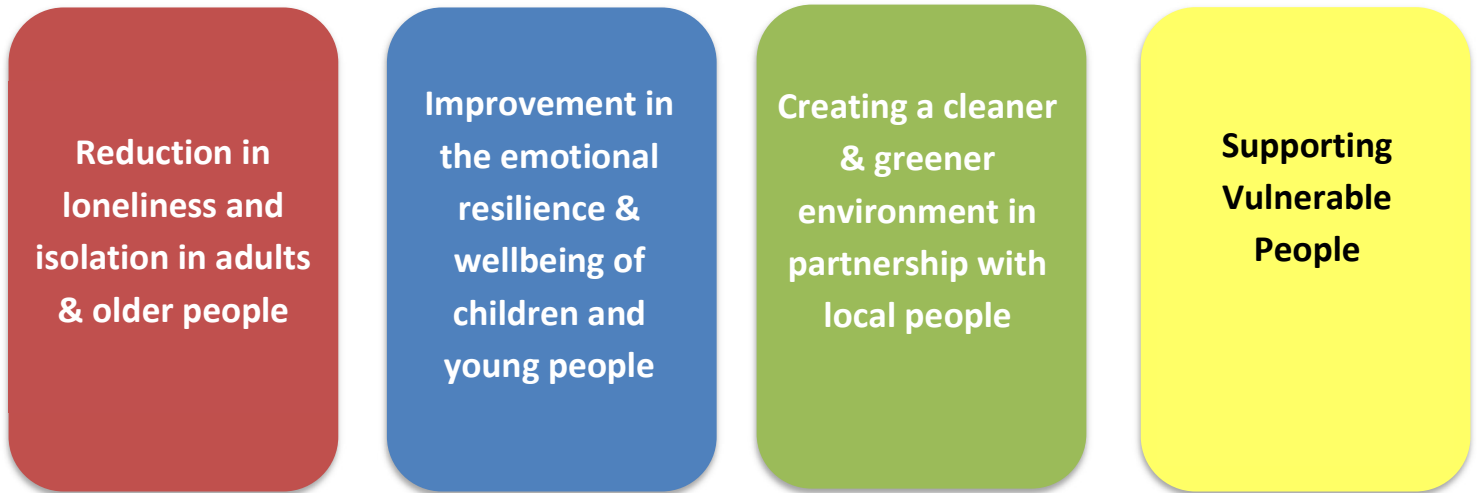 Reduction in
loneliness and
isolation in adults
& older people
Improvement in
the emotional
resilience &
wellbeing of
children and
young people
Creating a cleaner
& greener
environment in
partnership with
local people
Supporting
Vulnerable
People